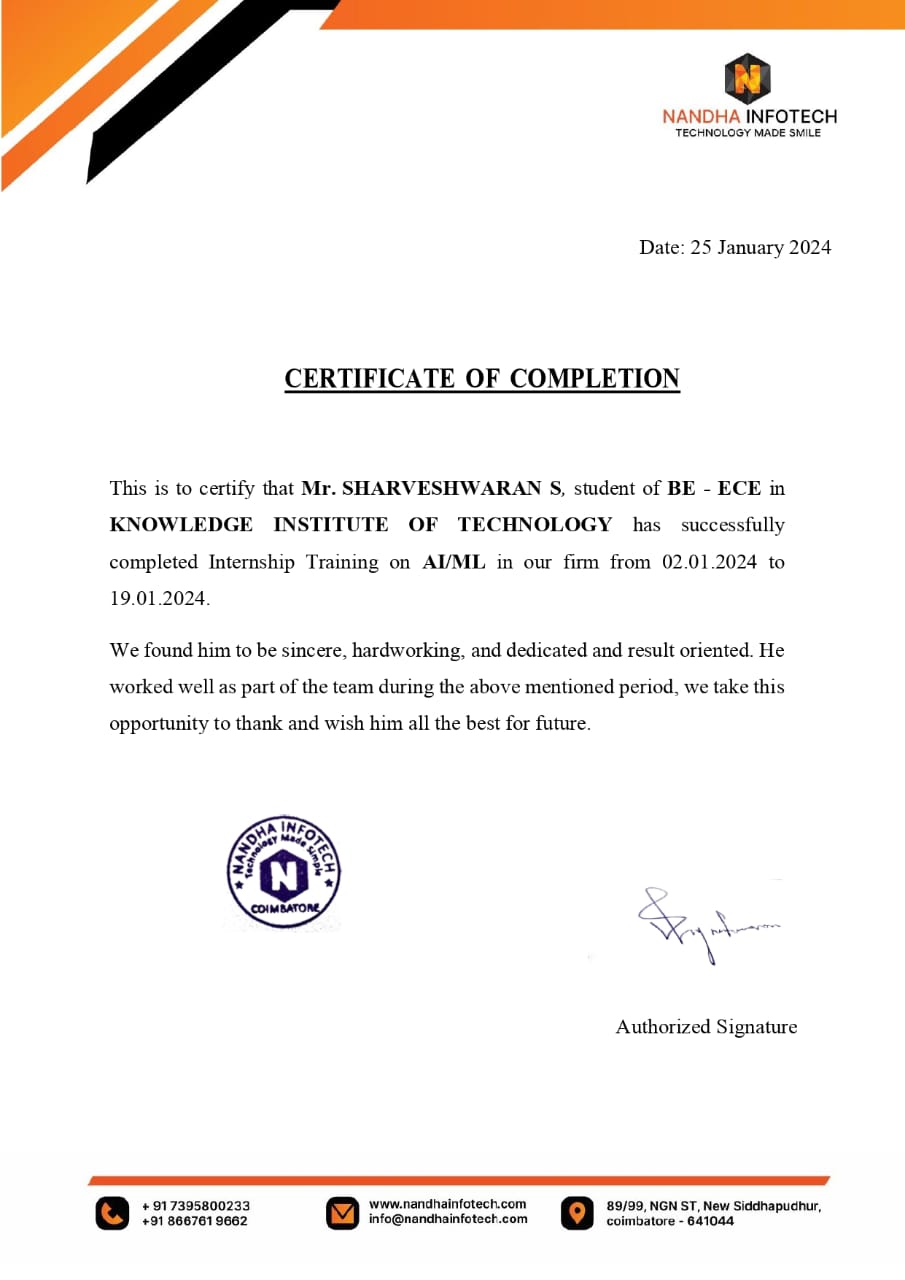 N
NANDHA INFOTECH
TECHNOLOGY MADE SMILE
Date: 25 January 2024
CERTIFICATE OF COMPLETION
This is to certify that Mr. SHARVESHWARAN S, student of BE - ECE in
KNOWLEDGE INSTITUTE OF TECHNOLOGY has successfully
completed Internship Training on AI/ML in our firm from 02.01.2024 to
19.01.2024.
We found him to be sincere, hardworking, and dedicated and result oriented. He
worked well as part of the team during the above mentioned period, we take this
opportunity to thank and wish him all the best for future.
NANDHA INFOTECH
Technology Made Simple
N
COIMBATORE
Authorized Signature
+ 91 7395800233
+91 866761 9662
www.nandhainfotech.com
info@nandhainfotech.com
89/99, NGN ST, New Siddhapudhur,
coimbatore - 641044